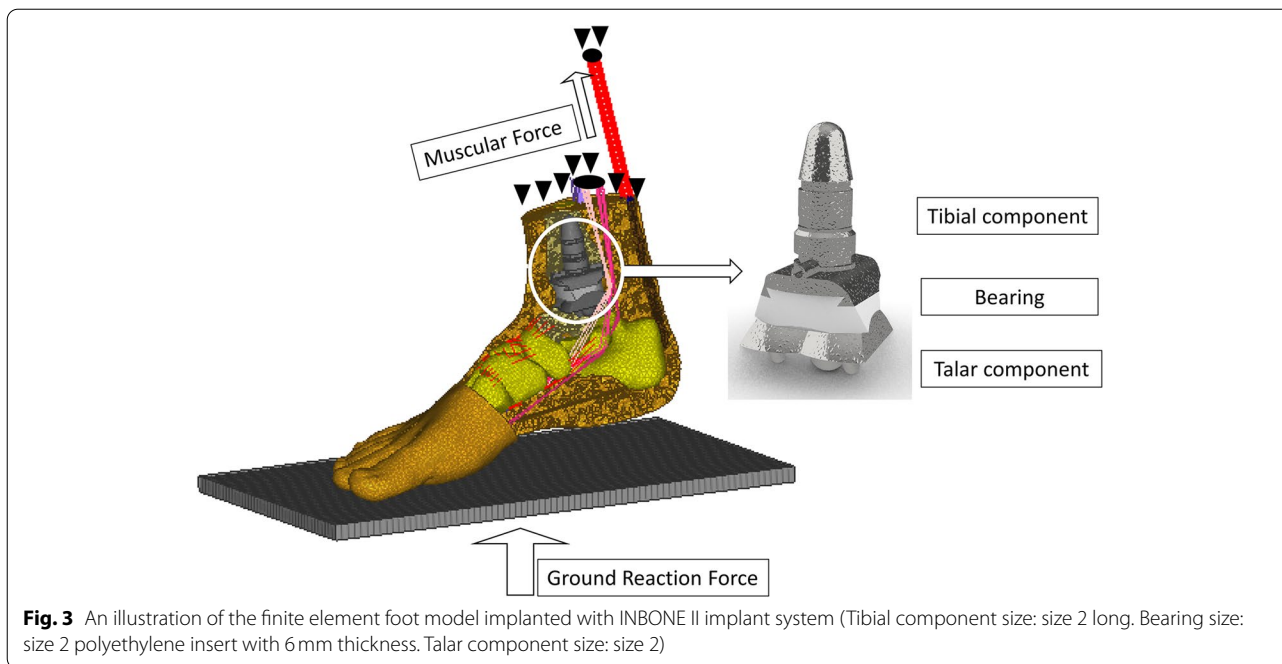 Muscular Force
Tibial component
Bearing
Talar component
Ground Reaction Force
Fig. 3 An illustration of the finite element foot model implanted with INBONE II implant system (Tibial component size: size 2 long. Bearing size:
size 2 polyethylene insert with 6 mm thickness. Talar component size: size 2)